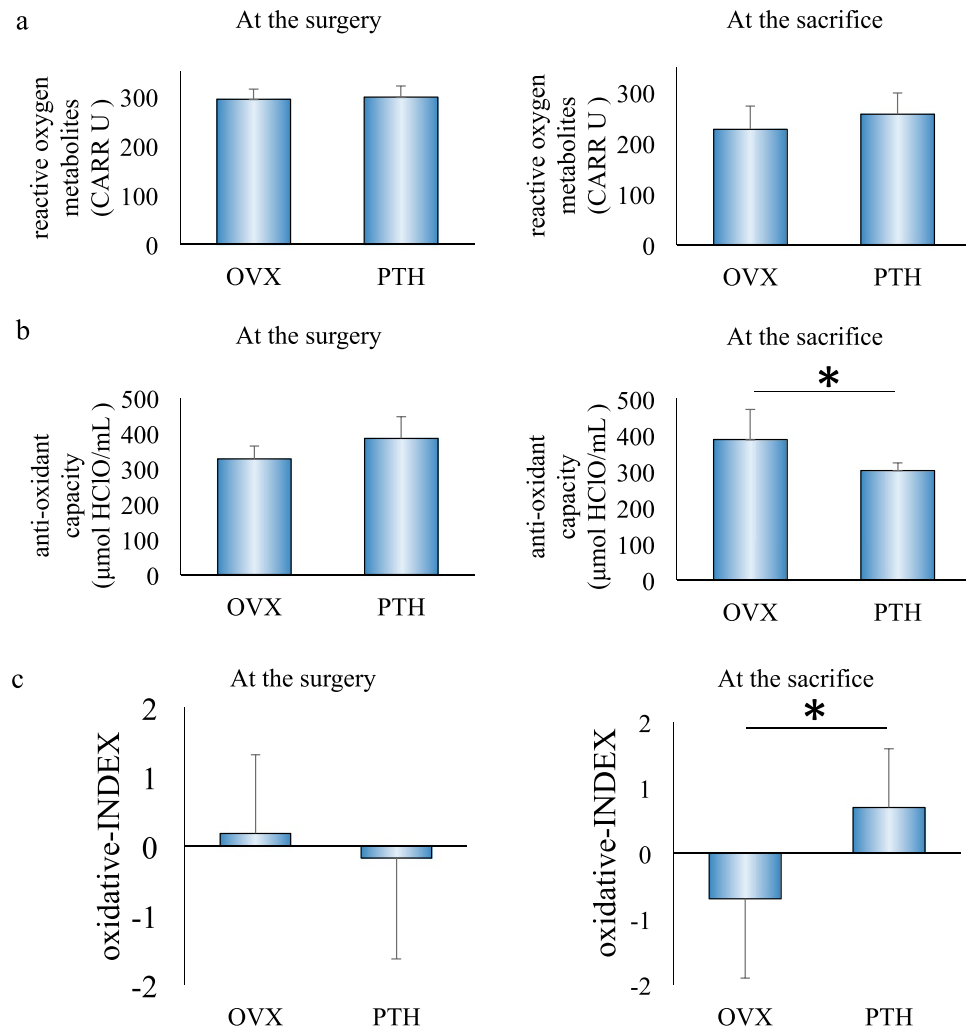 a
At the surgery
reactive oxygen
metabolites
(CARR U )
300
200
100
0
OVX
PTH
At the sacrifice
reactive oxygen
metabolites
(CARR U )
300
200
100
0
OVX
PTH
b
At the surgery
anti-oxidant
capacity
(μmol HClO/mL )
500
400
300
200
100
0
OVX
PTH
At the sacrifice
*
anti-oxidant
capacity
(μmol HClO/mL )
500
400
300
200
100
0
OVX
PTH
c
At the surgery
oxidative-INDEX
2
1
0
-1
-2
OVX
PTH
At the sacrifice
*
oxidative-INDEX
2
1
0
-1
-2
OVX
PTH